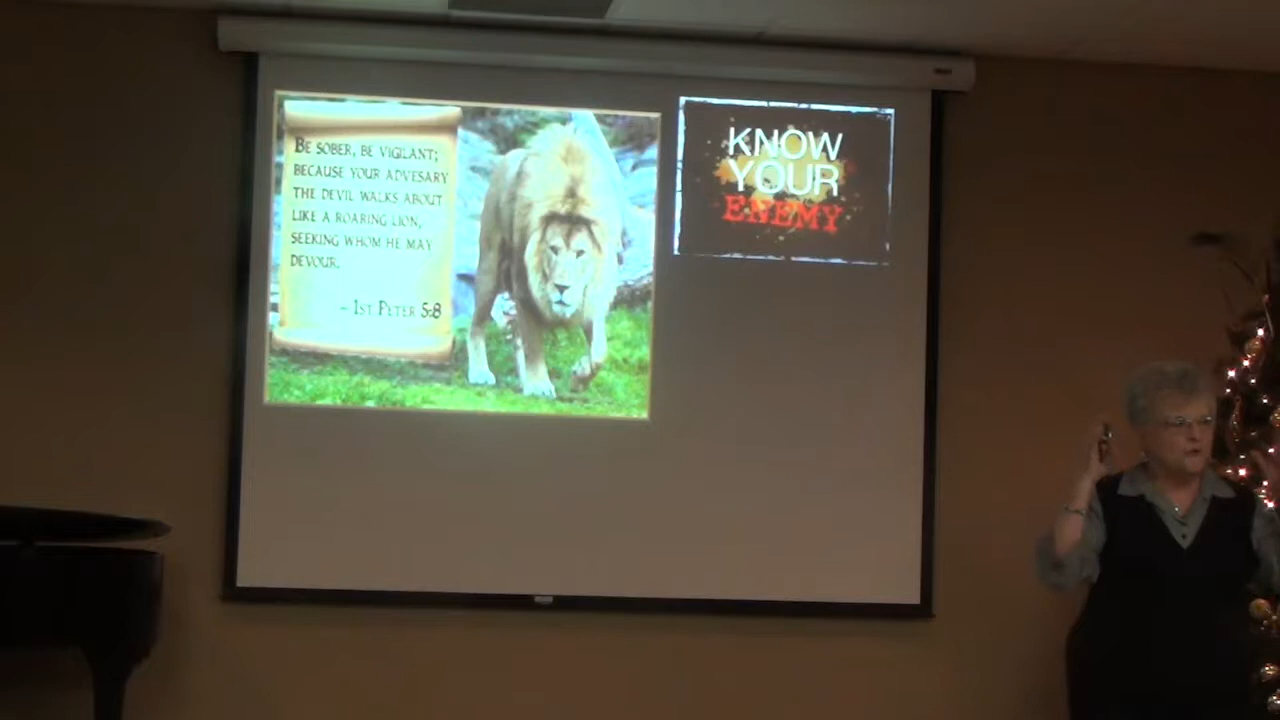 BE SOBER, BE VIGILANT;
BECAUSE YOUR ADVESARY
THE DEVIL WALKS ABOUT
LIKE A ROARING LION,
SEEKING WHOM HE MAY
DEVOUR.
~ 1ST PETER 5:8
KNOW
YOUR
ENEMY